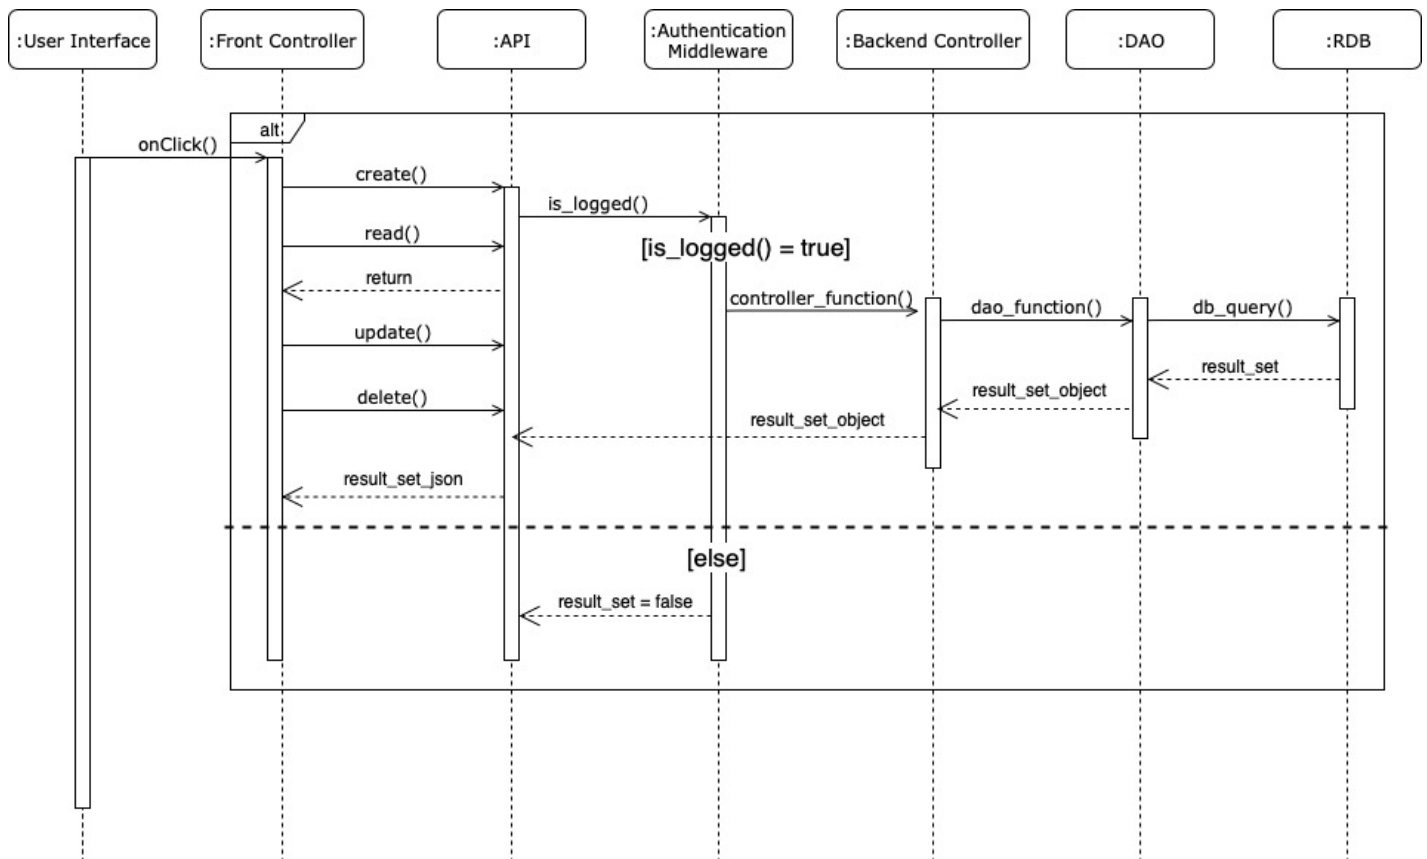 :User Interface
:Front Controller
:API
:Authentication
Middleware
:Backend Controller
:DAO
:RDB
alt
onClick()
create()
is_logged()
read()
[is_logged() = true]
return
controller_function()
dao_function()
db_query()
update()
result_set
delete()
result_set_object
result_set_object
result_set_json
[else]
result_set = false